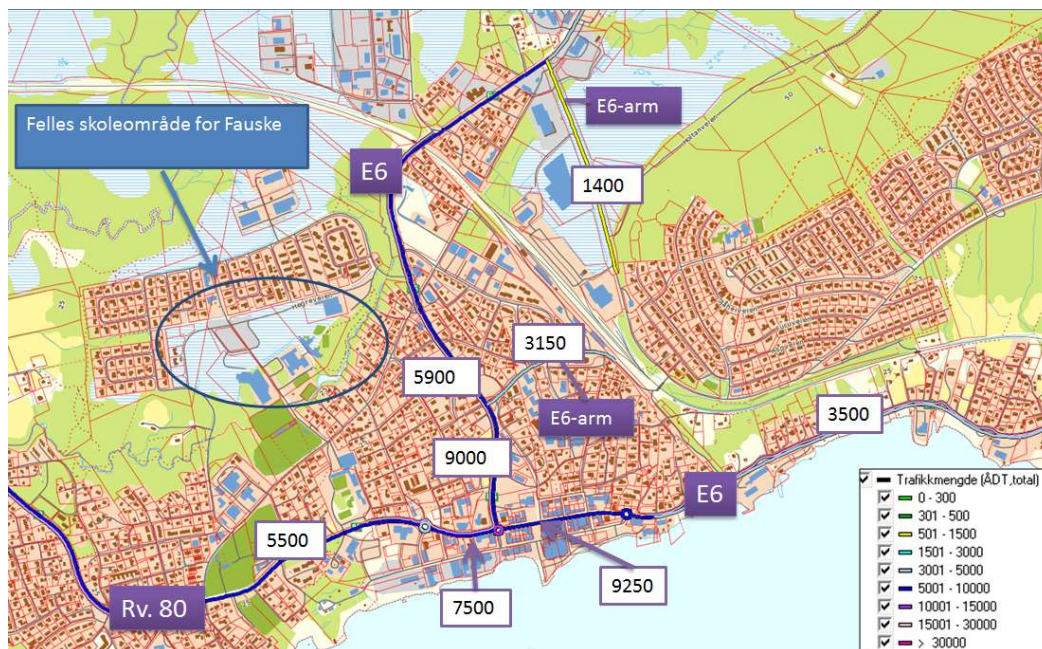 E6-arm
Felles skoleområde for Fauske
E6
1400
Hegreveien
3150
5900
E6-arm
3500
9000
E6
5500
9250
7500
Rv. 80
Trafikkmengde (ÅDT,total)
0 - 300
301 - 500
501 - 1500
1501 - 3000
3001 - 5000
5001 - 10000
10001 - 15000
15001 - 30000
> 30000